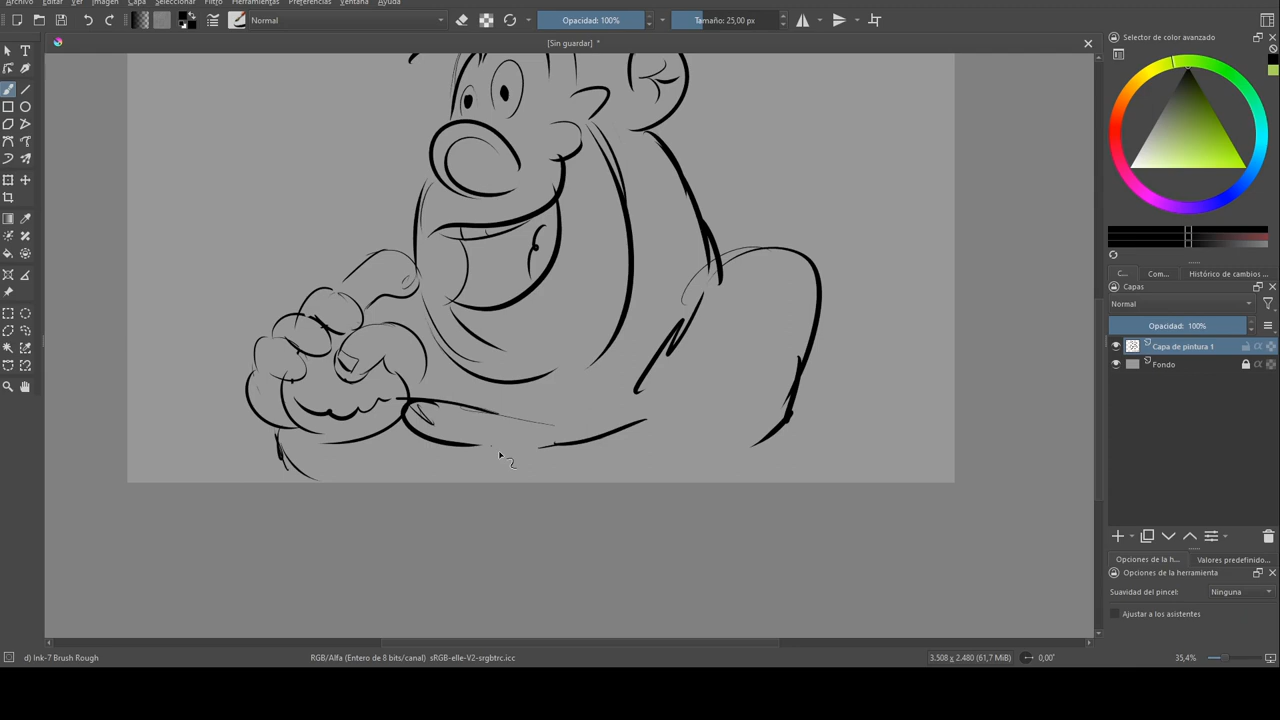 Archivo Editar Ver Imagen Capa Seleccionar Filtro Herramientas Preferencias Ventana Ayuda
Normal
Opacidad: 100%
Tamaño: 25,00 px
[Sin guardar] *
Selector de color avanzado
C... Com... Histórico de cambios ...
Capas
Normal
Opacidad: 100%
Capa de pintura 1
Fondo
Opciones de la h... Valores predefinido...
Opciones de la herramienta
Suavidad del pincel: Ninguna
Ajustar a los asistentes
d) Ink-7 Brush Rough
RGB/Alfa (Entero de 8 bits/canal) sRGB-elle-V2-srgbtrc.icc
3.508 x 2.480 (61,7 MiB)
0,00°
35,4%